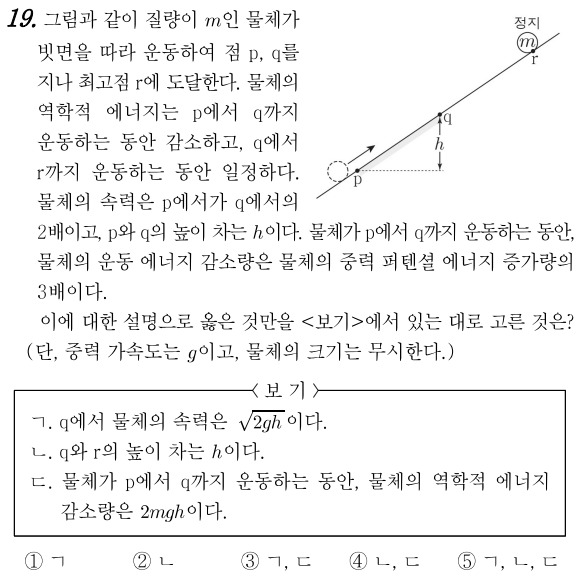 19. 그림과 같이 질량이 m인 물체가
빗면을 따라 운동하여 점 p, q를
지나 최고점 r에 도달한다. 물체의
역학적 에너지는 p에서 q까지
운동하는 동안 감소하고, q에서
r까지 운동하는 동안 일정하다.
물체의 속력은 p에서가 q에서의
2배이고, p와 q의 높이 차는 h이다. 물체가 p에서 q까지 운동하는 동안,
물체의 운동 에너지 감소량은 물체의 중력 퍼텐셜 에너지 증가량의
3배이다.
정지
m
r
q
h
p
이에 대한 설명으로 옳은 것만을 <보기>에서 있는 대로 고른 것은?
(단, 중력 가속도는 g이고, 물체의 크기는 무시한다.)
<보 기>
ㄱ. q에서 물체의 속력은 √2gh이다.
ㄴ. q와 r의 높이 차는 h이다.
ㄷ. 물체가 p에서 q까지 운동하는 동안, 물체의 역학적 에너지
감소량은 2mgh이다.
① ㄱ ② ㄴ ③ ㄱ, ㄷ ④ ㄴ, ㄷ ⑤ ㄱ, ㄴ, ㄷ